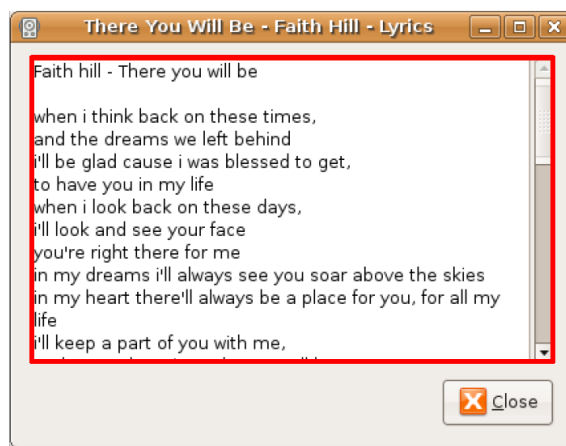 There You Will Be - Faith Hill - Lyrics
Faith hill - There you will be
when i think back on these times,
and the dreams we left behind
i'll be glad cause i was blessed to get,
to have you in my life
when i look back on these days,
i'll look and see your face
you're right there for me
in my dreams i'll always see you soar above the skies
in my heart there'll always be a place for you, for all my
life
i'll keep a part of you with me,
Close